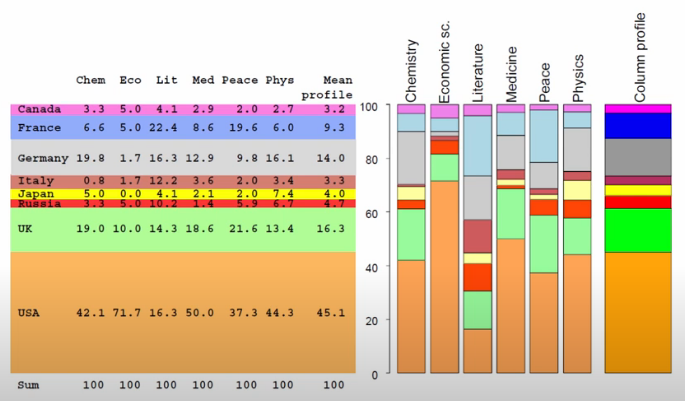 Chem Eco Lit Med Peace Phys Mean
profile
Canada 3.3 5.0 4.1 2.9 2.0 2.7 3.2
France 6.6 5.0 22.4 8.6 19.6 6.0 9.3
Germany 19.8 1.7 16.3 12.9 9.8 16.1 14.0
Italy 0.8 1.7 12.2 3.6 2.0 3.4 3.3
Japan 5.0 0.0 4.1 2.1 2.0 7.4 4.0
Russia 3.3 5.0 10.2 1.4 5.9 6.7 4.7
UK 19.0 10.0 14.3 18.6 21.6 13.4 16.3
USA 42.1 71.7 16.3 50.0 37.3 44.3 45.1
Sum 100 100 100 100 100 100 100
Chemistry
Economic sc.
Literature
Medicine
Peace
Physics
Column profile
100
80
60
40
20
0